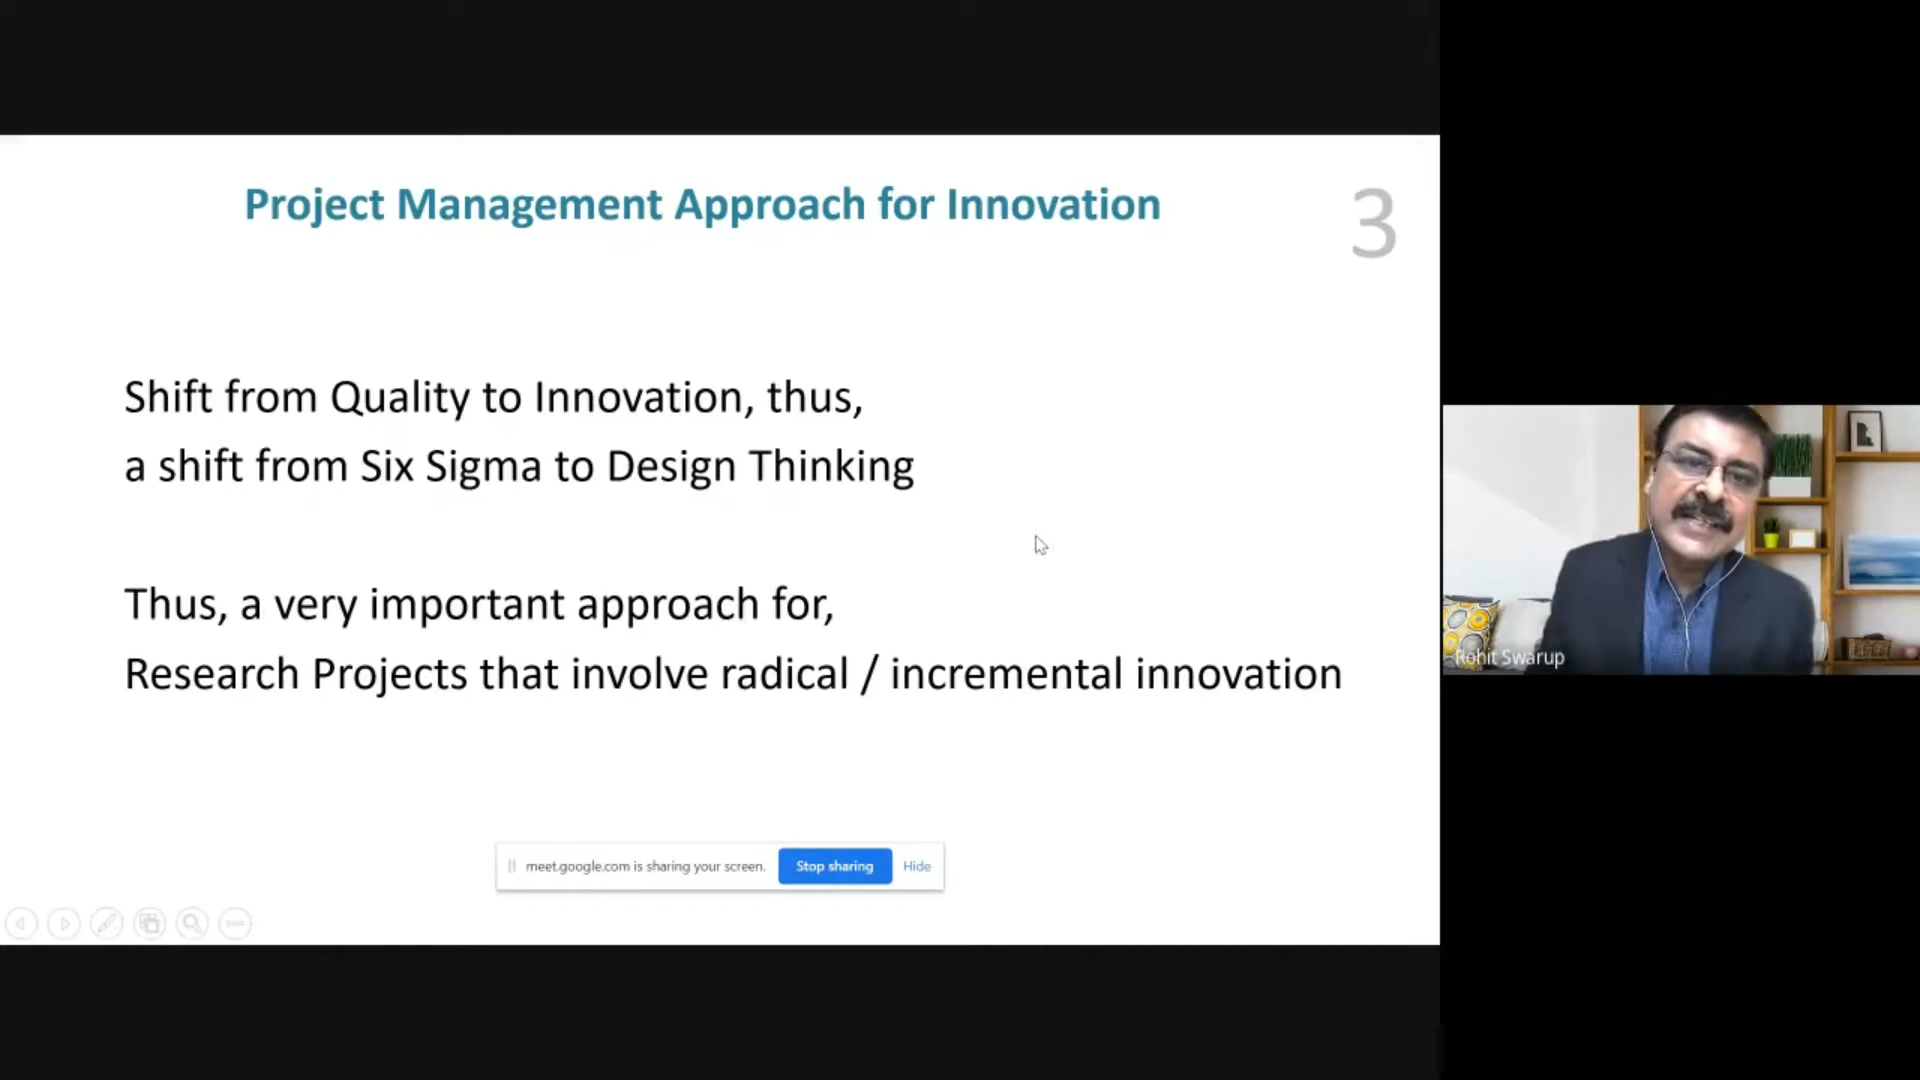 Project Management Approach for Innovation
3
Shift from Quality to Innovation, thus,
a shift from Six Sigma to Design Thinking
Thus, a very important approach for,
Research Projects that involve radical / incremental innovation
meet.google.com is sharing your screen. Stop sharing Hide
Rohit Swarup